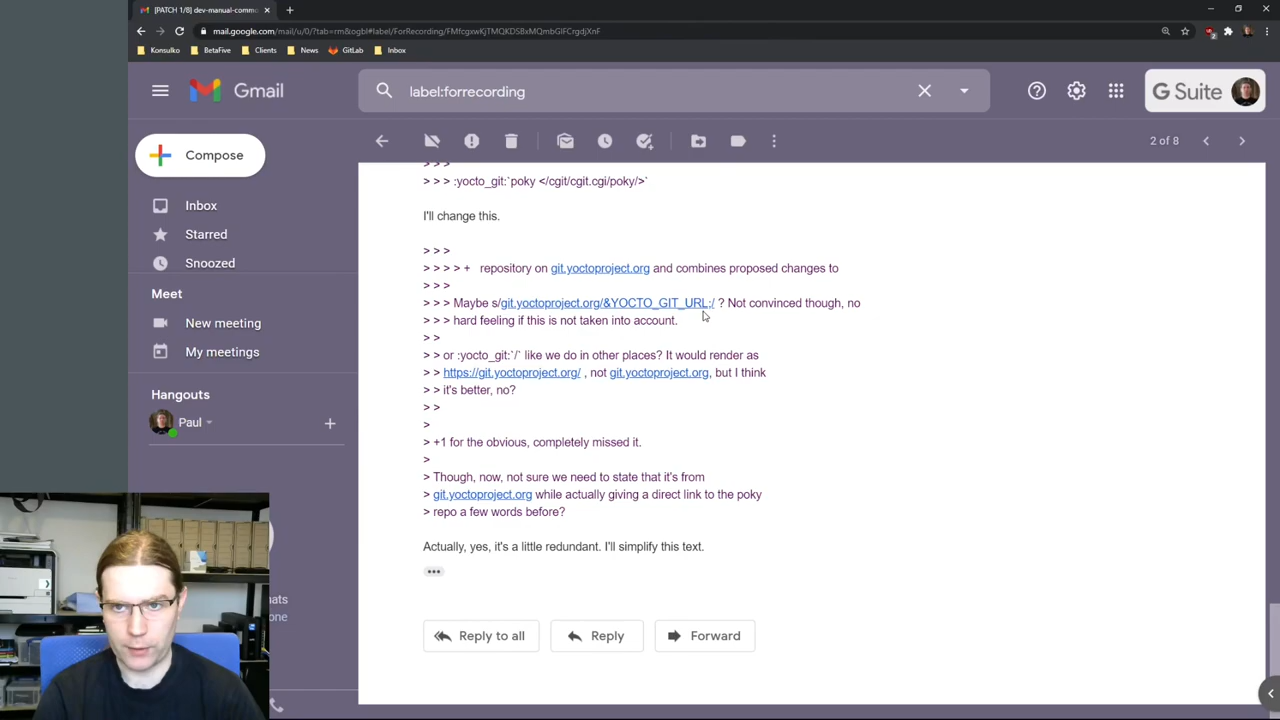 [PATCH 1/8] dev-manual-commo
mail.google.com/mail/u/0/?tab=rm&ogbl#label/ForRecording/FMfcgxwKjTMQKDSBxMQmbGlFCrgdjXnF
Konsulko
BetaFive
Clients
News
GitLab
Inbox
Gmail
label:forrecording
G Suite
Compose
2 of 8
Inbox
Starred
Snoozed
Meet
New meeting
My meetings
Hangouts
Paul
> > >
> > > :yocto_git:`poky </cgit/cgit.cgi/poky/>`
I'll change this.
> > >
> > > > + repository on git.yoctoproject.org and combines proposed changes to
> > >
> > > Maybe s/git.yoctoproject.org/&YOCTO_GIT_URL;/ ? Not convinced though, no
> > > hard feeling if this is not taken into account.
> >
> > or :yocto_git:`/` like we do in other places? It would render as
> > https://git.yoctoproject.org/ , not git.yoctoproject.org, but I think
> > it's better, no?
> >
>
> +1 for the obvious, completely missed it.
>
> Though, now, not sure we need to state that it's from
> git.yoctoproject.org while actually giving a direct link to the poky
> repo a few words before?
Actually, yes, it's a little redundant. I'll simplify this text.
Reply to all
Reply
Forward
hats
one